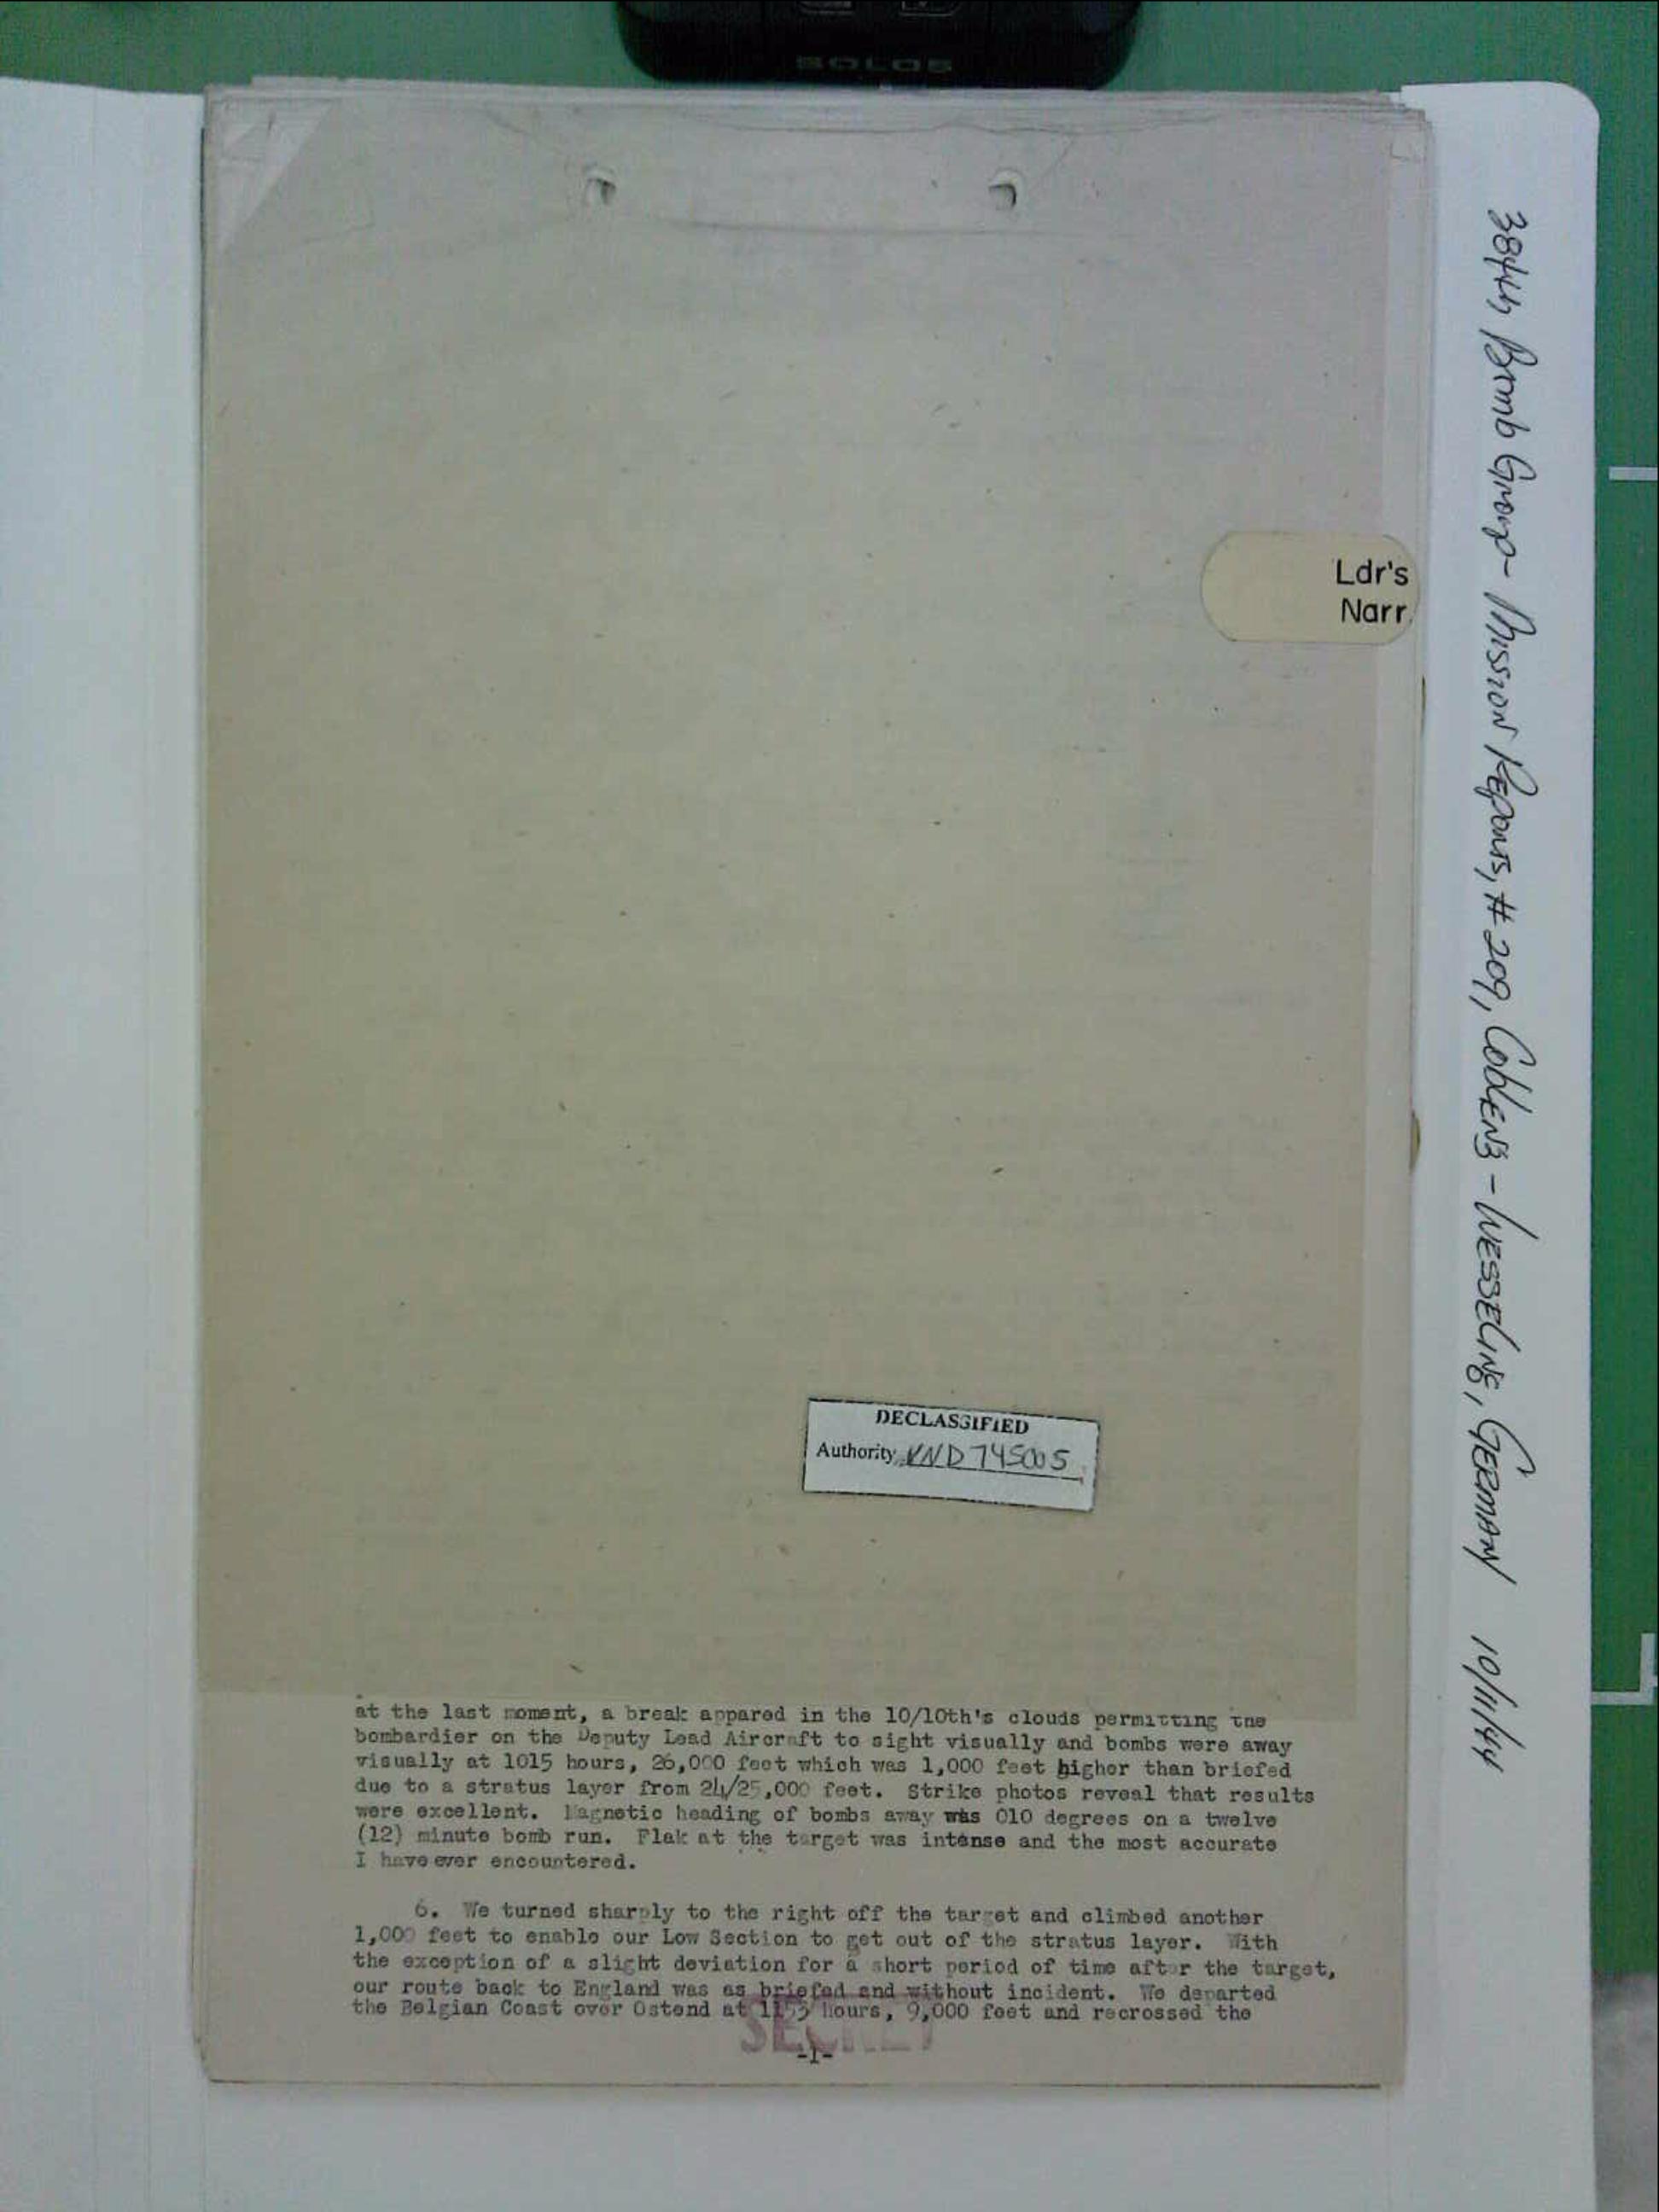 SOLOS
Ldr's
Narr.
384th Bomb Group - Mission Reports, # 209, Coblenz - Wesseling, Germany 10/11/44
DECLASSIFIED
Authority NND 745005
at the last moment, a break appared in the 10/10th's clouds permitting the
bombardier on the Deputy Lead Aircraft to sight visually and bombs were away
visually at 1015 hours, 26,000 feet which was 1,000 feet higher than briefed
due to a stratus layer from 24/25,000 feet. Strike photos reveal that results
were excellent. Magnetic heading of bombs away was 010 degrees on a twelve
(12) minute bomb run. Flak at the target was intense and the most accurate
I have ever encountered.
6. We turned sharply to the right off the target and climbed another
1,000 feet to enable our Low Section to get out of the stratus layer. With
the exception of a slight deviation for a short period of time after the target,
our route back to England was as briefed and without incident. We departed
the Belgian Coast over Ostend at hours, 9,000 feet and recrossed the
SECRET
-1-